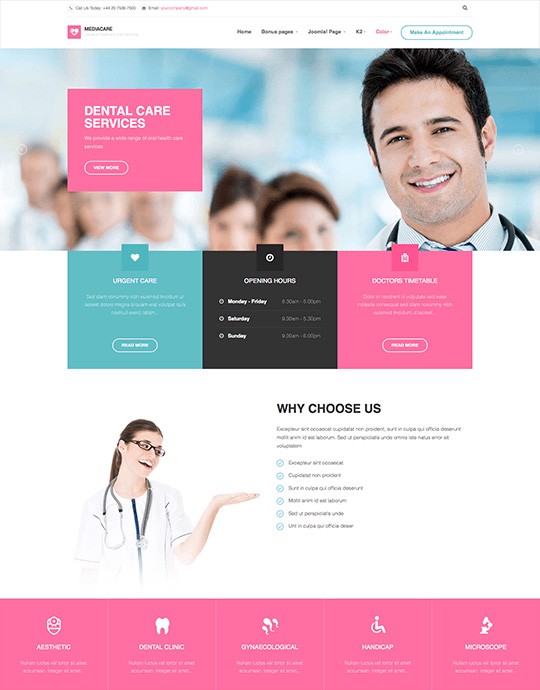 Call Us Today: +44 20 7500-7500 Email: yourcompany@gmail.com
MEDIACARE
Home Bonus pages Joomla! Page K2 Color Make An Appointment
DENTAL CARE
SERVICES
We provide a wide range of oral health care
services
VIEW MORE
URGENT CARE
Sed diam nonummy nibh euismod tincidunt ut
laoreet dolore magna aliquam erat volutpat quis
nostrud exerci tation...
READ MORE
OPENING HOURS
Monday - Friday 8.30am - 6.00pm
Saturday 9.30am - 5.30pm
Sunday 9.30am - 6.00pm
DOCTORS TIMETABLE
Dolor in hendrerit in vulputate sed esse
molestie consequat sed diam nonummy nibh
euismod tincidunt ut laoreet...
READ MORE
WHY CHOOSE US
Excepteur sint occaecat cupidatat non proident, sunt in culpa qui officia deserunt
mollit anim id est laborum. Sed ut perspiciatis unde omnis iste natus error sit
voluptatem
Excepteur sint occaecat
Cupidatat non proident
Sunt in culpa qui officia deserunt
Mollit anim id est laborum
Sed ut perspiciatis unde
Unt in culpa qui officia deser
AESTHETIC
Nullam luctus vel tortor sit amet
accumsan. Integer et amet...
DENTAL CLINIC
Nullam luctus vel tortor sit amet
accumsan. Integer et amet...
GYNAECOLOGICAL
Nullam luctus vel tortor sit amet
accumsan. Integer et amet...
HANDICAP
Nullam luctus vel tortor sit amet
accumsan. Integer et amet...
MICROSCOPE
Nullam luctus vel tortor sit amet
accumsan. Integer et amet...